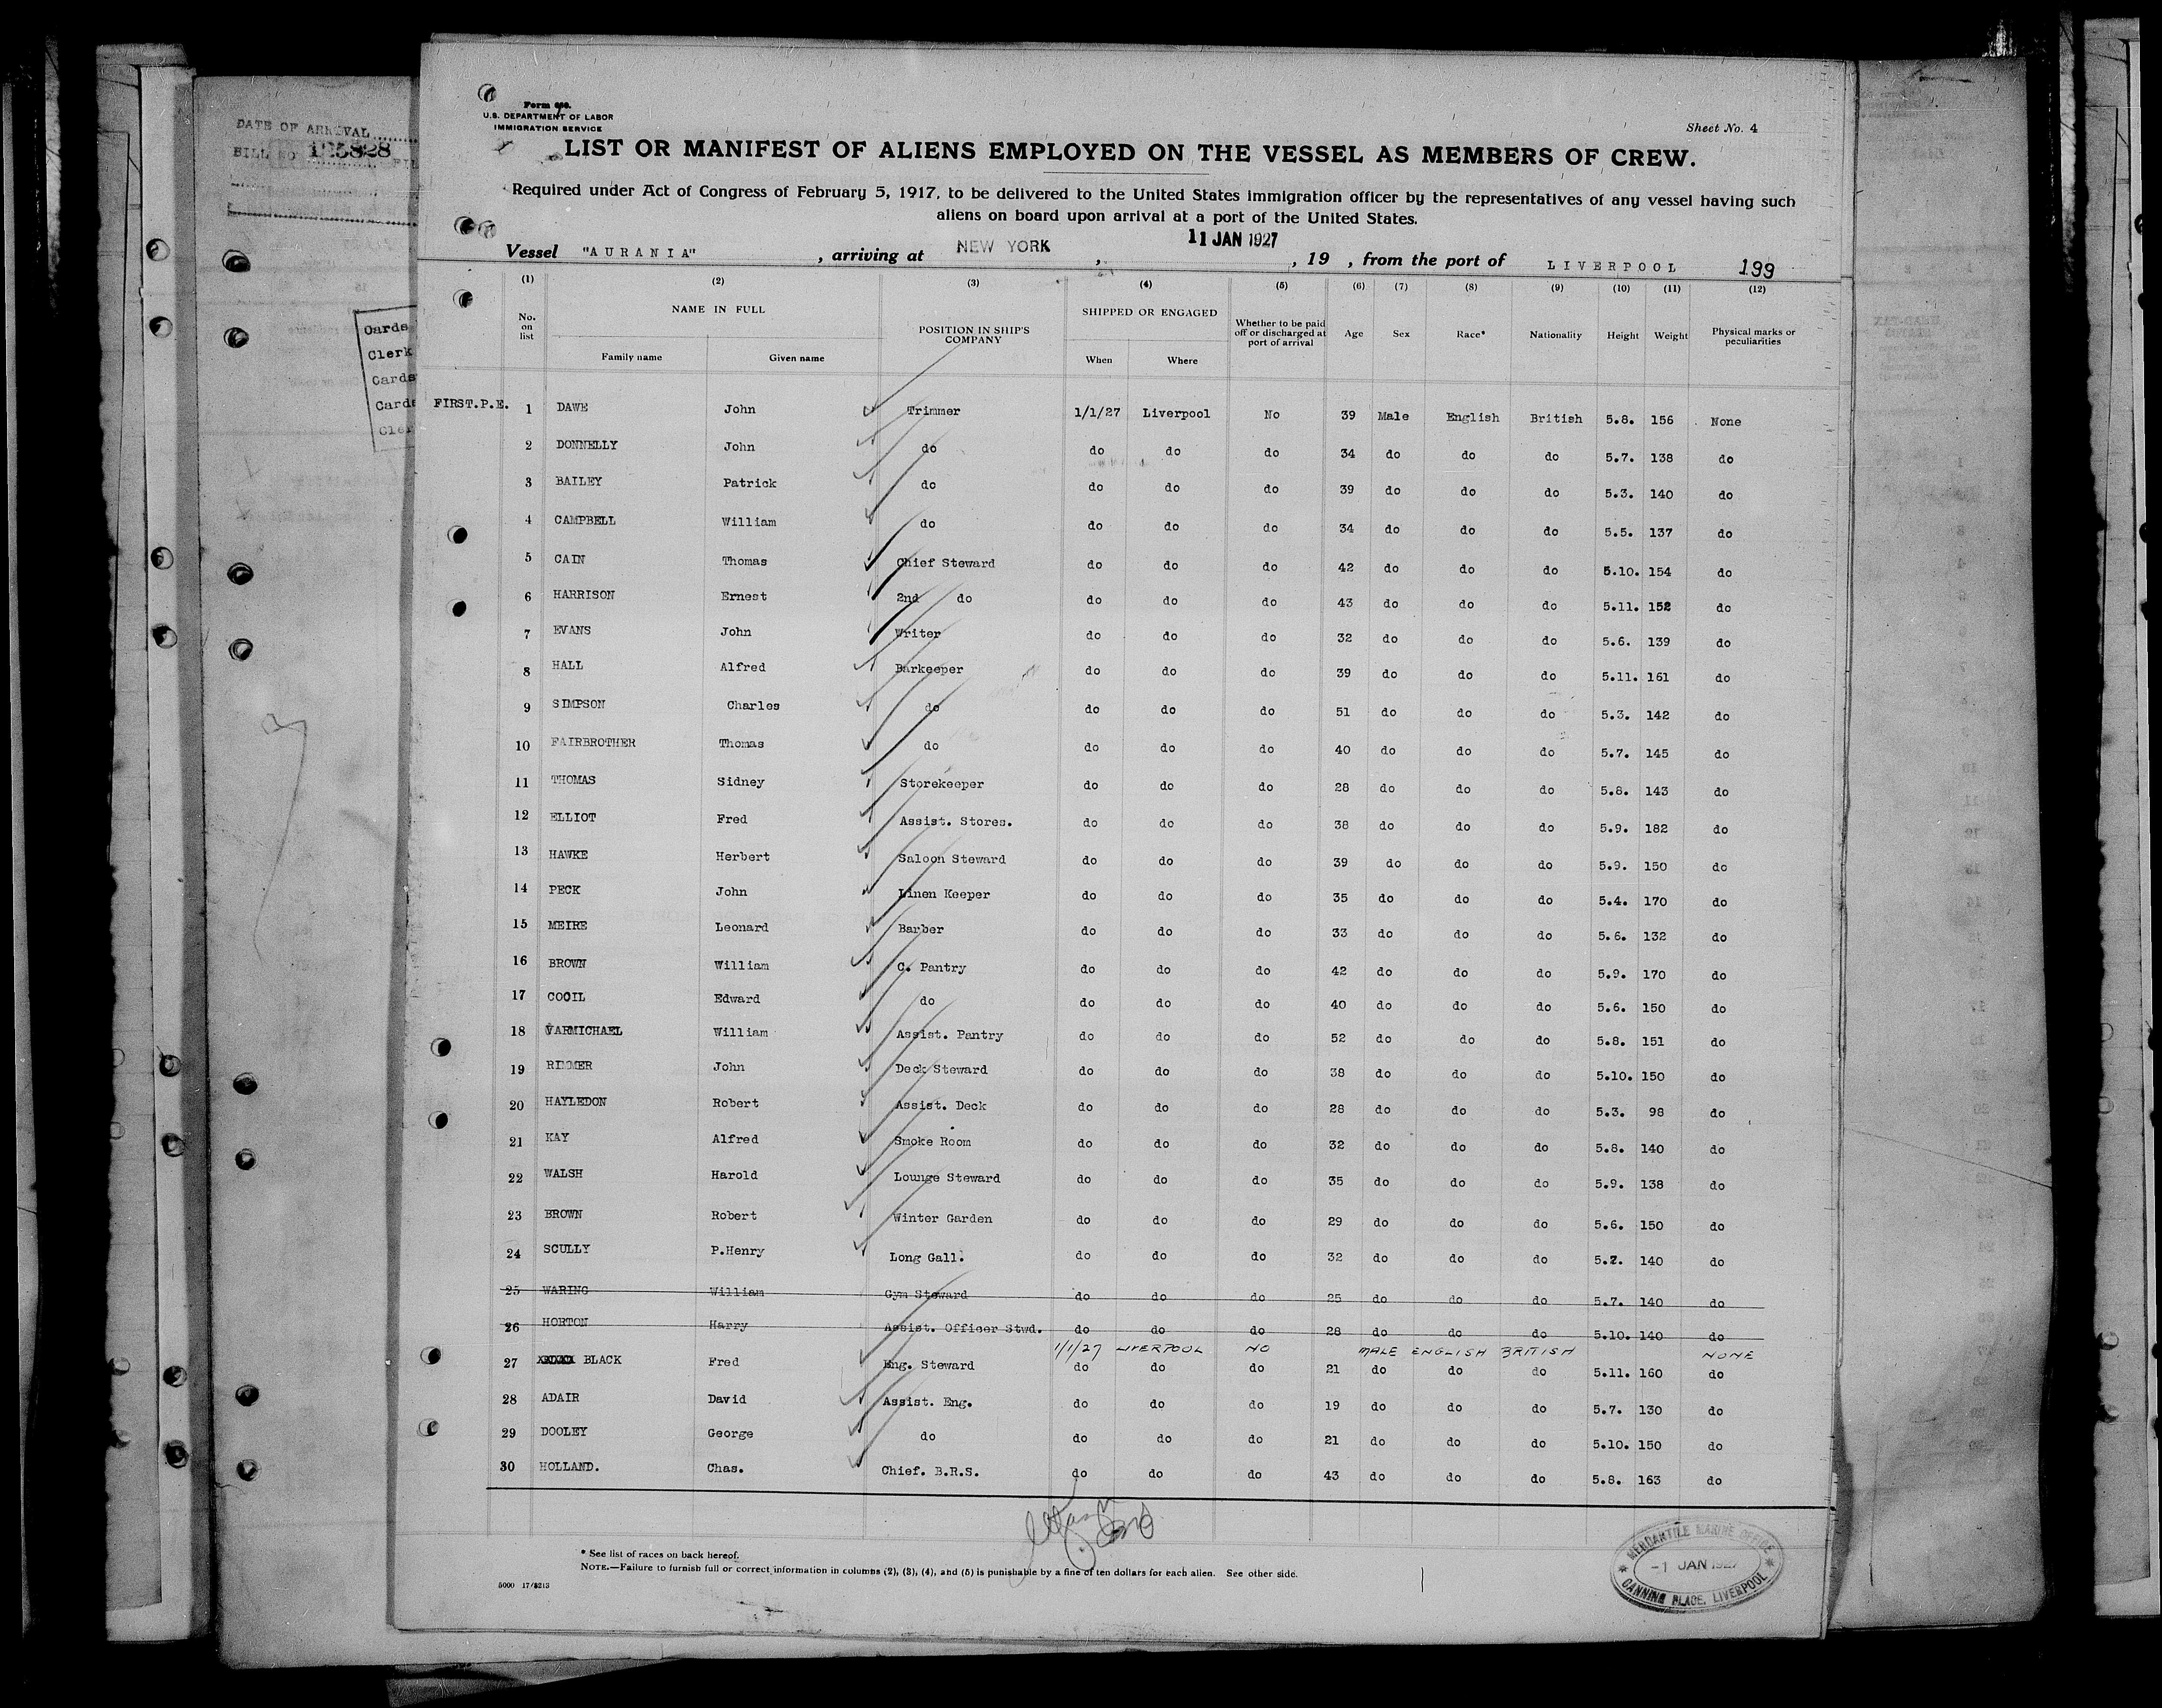 DATE OF ARRIVAL
BILL NO 125828
Cards
Clerk
Cards
Form
U.S. DEPARTMENT OF LABOR
IMMIGRATION SERVICE
Sheet No. 4
LIST OR MANIFEST OF ALIENS EMPLOYED ON THE VESSEL AS MEMBERS OF CREW.
Required under Act of Congress of February 5, 1917, to be delivered to the United States immigration officer by the representatives of any vessel having such
aliens on board upon arrival at a port of the United States.
Vessel "AURANIA", arriving at NEW YORK, 11 JAN 1927, 19 , from the port of LIVERPOOL 199
(1) (2) (3) (4) (5) (6) (7) (8) (9) (10) (11) (12)
No. on list NAME IN FULL POSITION IN SHIP'S COMPANY SHIPPED OR ENGAGED Whether to be paid off or discharged at port of arrival Age Sex Race* Nationality Height Weight Physical marks or peculiarities
Family name Given name When Where
FIRST.P.E. 1 DAWE John Trimmer 1/1/27 Liverpool No 39 Male English British 5.8. 156 None
2 DONNELLY John do do do do 34 do do do 5.7. 138 do
3 BAILEY Patrick do do do do 39 do do do 5.3. 140 do
4 CAMPBELL William do do do do 34 do do do 5.5. 137 do
5 CAIN Thomas Chief Steward do do do 42 do do do 5.10. 154 do
6 HARRISON Ernest 2nd do do do do 43 do do do 5.11. 152 do
7 EVANS John Writer do do do 32 do do do 5.6. 139 do
8 HALL Alfred Barkeeper do do do 39 do do do 5.11. 161 do
9 SIMPSON Charles do do do do 51 do do do 5.3. 142 do
10 FAIRBROTHER Thomas do do do do 40 do do do 5.7. 145 do
11 THOMAS Sidney Storekeeper do do do 28 do do do 5.8. 143 do
12 ELLIOT Fred Assist. Stores. do do do 38 do do do 5.9. 182 do
13 HAWKE Herbert Saloon Steward do do do 39 do do do 5.9. 150 do
14 PECK John Linen Keeper do do do 35 do do do 5.4. 170 do
15 MEIRE Leonard Barber do do do 33 do do do 5.6. 132 do
16 BROWN William C. Pantry do do do 42 do do do 5.9. 170 do
17 COOIL Edward do do do do 40 do do do 5.6. 150 do
18 VARMICHAEL William Assist. Pantry do do do 52 do do do 5.8. 151 do
19 RIMMER John Deck Steward do do do 38 do do do 5.10. 150 do
20 HAYLEDON Robert Assist. Deck do do do 28 do do do 5.3. 98 do
21 KAY Alfred Smoke Room do do do 32 do do do 5.8. 140 do
22 WALSH Harold Lounge Steward do do do 35 do do do 5.9. 138 do
23 BROWN Robert Winter Garden do do do 29 do do do 5.6. 150 do
24 SCULLY P.Henry Long Gall. do do do 32 do do do 5.2. 140 do
25 WARING William Gym Steward do do do 25 do do do 5.7. 140 do
26 HORTON Harry Assist. Officer Stwd. do do do 28 do do do 5.10. 140 do
1/1/27 LIVERPOOL NO MALE ENGLISH BRITISH NONE
27 BLACK Fred Eng. Steward do do do 21 do do do 5.11. 160 do
28 ADAIR David Assist. Eng. do do do 19 do do do 5.7. 130 do
29 DOOLEY George do do do do 21 do do do 5.10. 150 do
30 HOLLAND. Chas. Chief. B.R.S. do do do 43 do do do 5.8. 163 do
* See list of races on back hereof.
NOTE.—Failure to furnish full or correct information in columns (2), (3), (4), and (5) is punishable by a fine of ten dollars for each alien. See other side.
5000 17/8213
MERCANTILE MARINE OFFICE
-1 JAN 1927
CANNING PLACE, LIVERPOOL